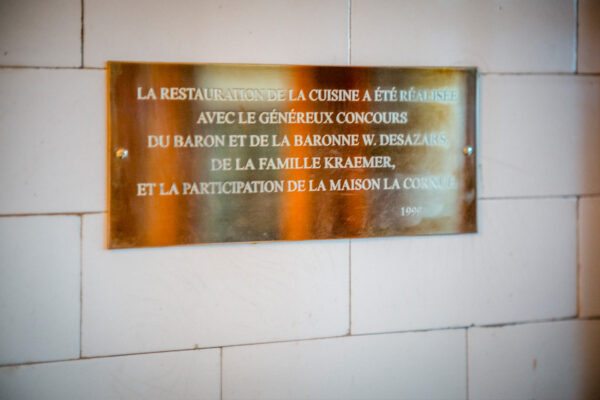 LA RESTAURATION DE LA CUISINE A ÉTÉ RÉALISÉE
AVEC LE GÉNÉREUX CONCOURS
DU BARON ET DE LA BARONNE W. DESAZARS,
DE LA FAMILLE KRAEMER,
ET LA PARTICIPATION DE LA MAISON LA CORNUE